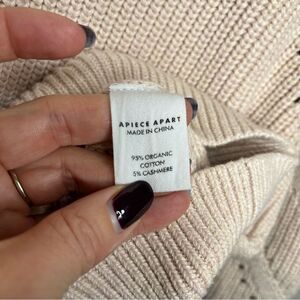 APIECE APART
MADE IN CHINA
95% ORGANIC
COTTON
5% CASHMERE